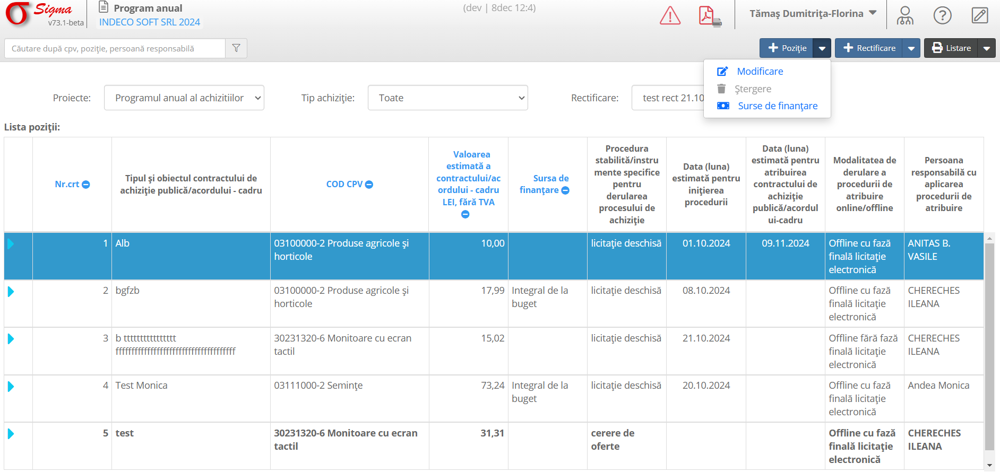 σ Sigma
v73.1-beta
Program anual
INDECO SOFT SRL 2024
(dev | 8dec 12:4)
Tămaş Dumitriţa-Florina
Căutare după cpv, poziţie, persoană responsabilă
Poziţie
Rectificare
Listare
Modificare
Ştergere
Surse de finanţare
Proiecte:
Programul anual al achizitiilor
Tip achiziţie:
Toate
Rectificare:
test rect 21.10
Lista poziţii:
Nr.crt
Tipul şi obiectul contractului de
achiziţie publică/acordului - cadru
COD CPV
Valoarea
estimată a
contractului/ac
ordului - cadru
LEI, fără TVA
Sursa de
finanţare
Procedura
stabilită/instru
mente specifice
pentru
derularea
procesului de
achiziţie
Data (luna)
estimată pentru
iniţierea
procedurii
Data (luna)
estimată pentru
atribuirea
contractului de
achiziţie
publică/acordul
ui-cadru
Modalitatea de
derulare a
procedurii de
atribuire
online/offline
Persoana
responsabilă cu
aplicarea
procedurii de
atribuire
1
Alb
03100000-2 Produse agricole şi
horticole
10,00
licitaţie deschisă
01.10.2024
09.11.2024
Offline cu fază
finală licitaţie
electronică
ANITAS B.
VASILE
2
bgfzb
03100000-2 Produse agricole şi
horticole
17,99
Integral de la
buget
licitaţie deschisă
08.10.2024
Offline cu fază
finală licitaţie
electronică
CHERECHES
ILEANA
3
b tttttttttttttttt
ffffffffffffffffffffffffffffffffffffff
30231320-6 Monitoare cu ecran
tactil
15,02
licitaţie deschisă
21.10.2024
Offline fără fază
finală licitaţie
electronică
CHERECHES
ILEANA
4
Test Monica
03111000-2 Seminţe
73,24
Integral de la
buget
licitaţie deschisă
20.10.2024
Offline cu fază
finală licitaţie
electronică
Andea Monica
5
test
30231320-6 Monitoare cu ecran
tactil
31,31
cerere de
oferte
Offline cu fază
finală licitaţie
electronică
CHERECHES
ILEANA